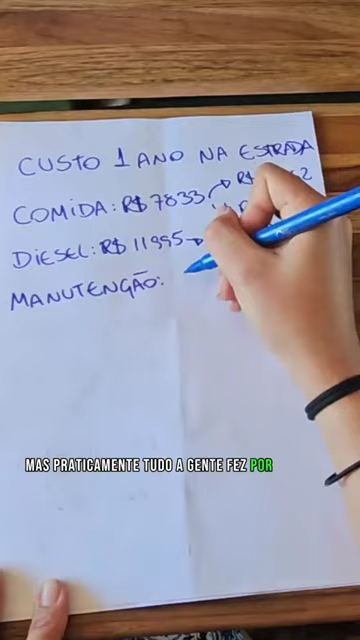 CUSTO 1 ANO NA ESTRADA
COMIDA: R$ 7833 → R$
DIESEL: R$ 11995 →
MANUTENÇÃO:
MAS PRATICAMENTE TUDO A GENTE FEZ POR